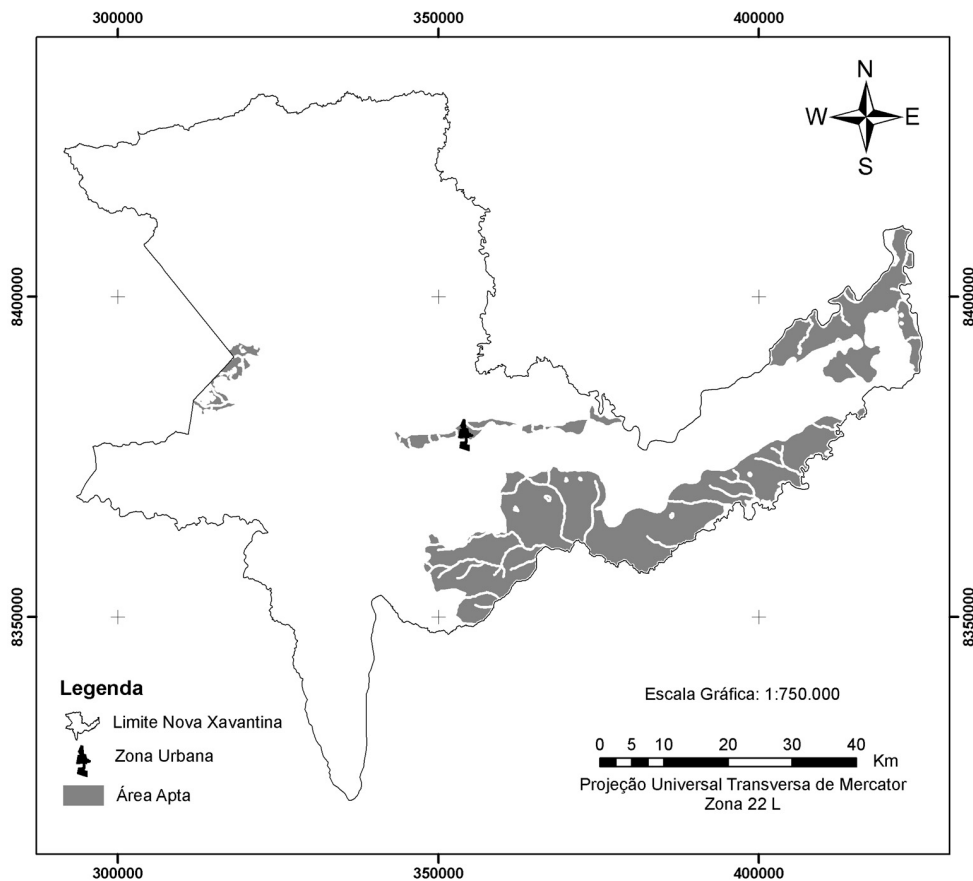 300000
350000
400000
N
W
E
S
8400000
8400000
8350000
8350000
Legenda
Limite Nova Xavantina
Zona Urbana
Área Apta
Escala Gráfica: 1:750.000
0 5 10 20 30 40
Km
Projeção Universal Transversa de Mercator
Zona 22 L
300000
350000
400000